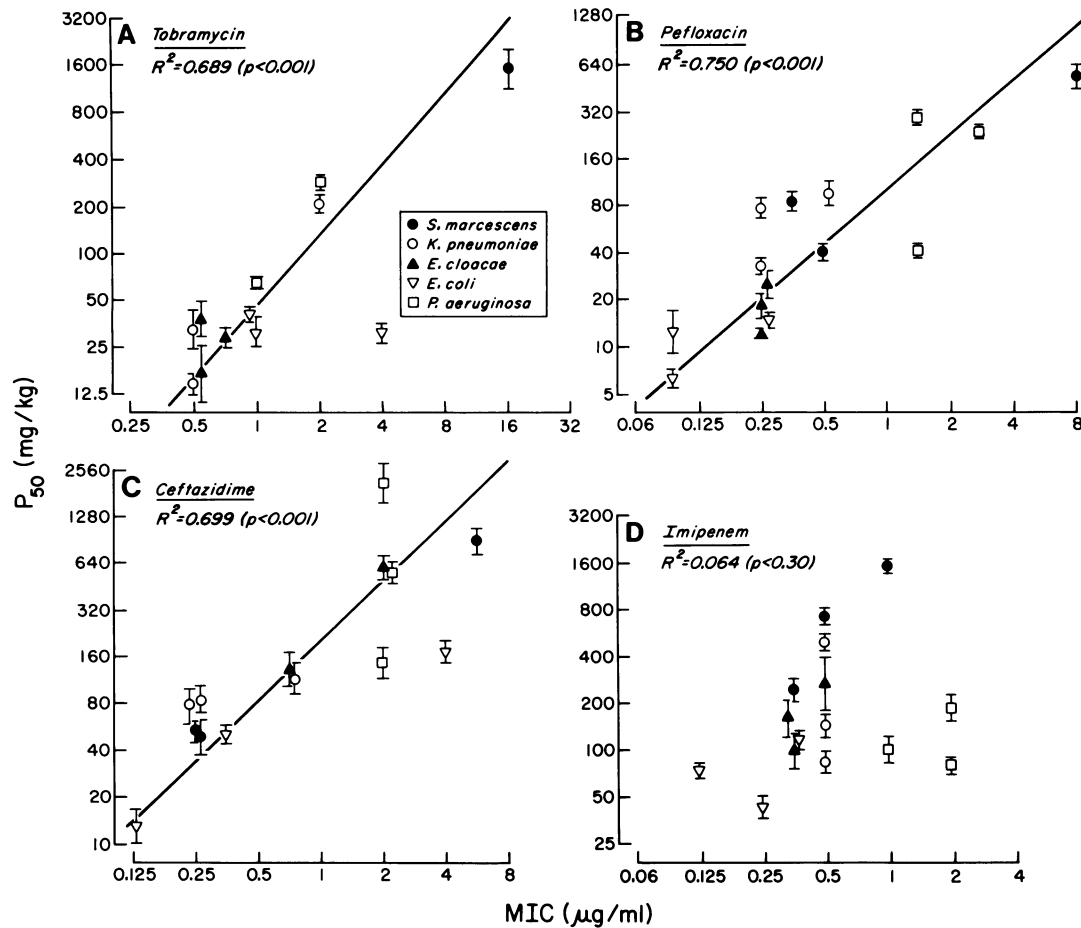 A Tobramycin
R²=0.689 (p<0.001)
3200
1600
800
400
200
100
50
25
12.5
0.25 0.5 1 2 4 8 16 32
S. marcescens
K. pneumoniae
E. cloacae
E. coli
P. aeruginosa
B Pefloxacin
R²=0.750 (p<0.001)
1280
640
320
160
80
40
20
10
5
0.06 0.125 0.25 0.5 1 2 4 8
P50 (mg/kg)
C Ceftazidime
R²=0.699 (p<0.001)
2560
1280
640
320
160
80
40
20
10
0.125 0.25 0.5 1 2 4 8
D Imipenem
R²=0.064 (p<0.30)
3200
1600
800
400
200
100
50
25
0.06 0.125 0.25 0.5 1 2 4
MIC (μg/ml)